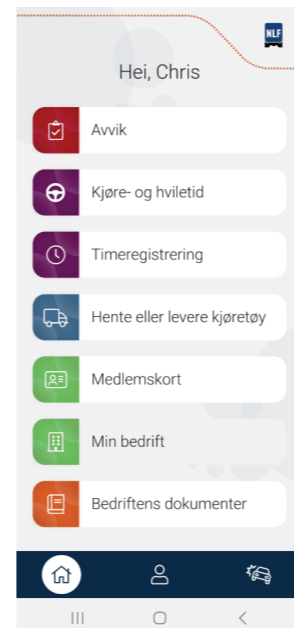 NLF
Hei, Chris
Avvik
Kjøre- og hviletid
Timeregistrering
Hente eller levere kjøretøy
Medlemskort
Min bedrift
Bedriftens dokumenter